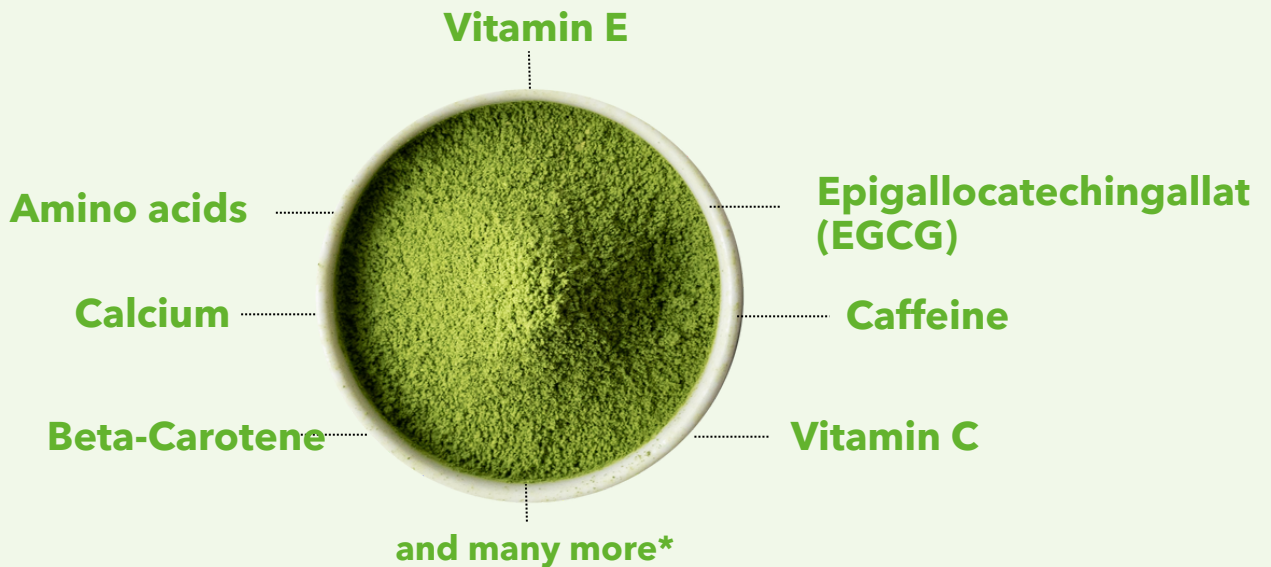 Vitamin E
Amino acids
Epigallocatechingallat
(EGCG)
Calcium
Caffeine
Beta-Carotene
Vitamin C
and many more*